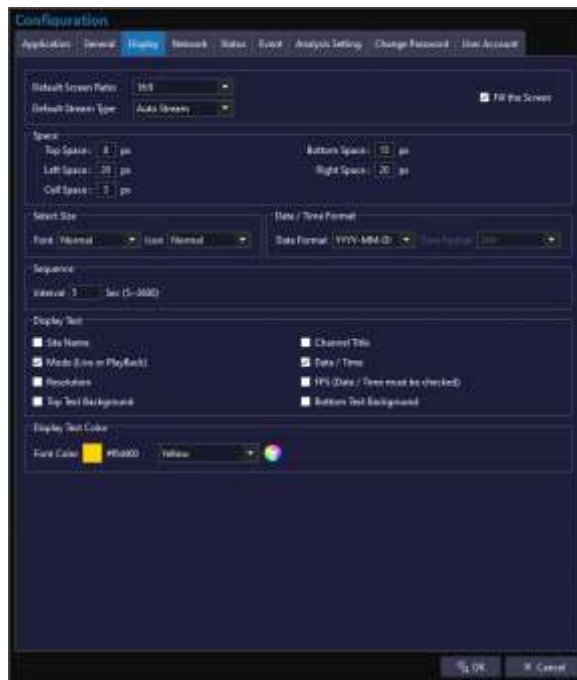 Configuration
Application General Display Network Status Event Analysis Setting Change Password User Account
Default Screen Ratio 16:9 Fill the Screen
Default Stream Type Auto Stream
Space
Top Space : px Bottom Space : 15 px
Left Space : 20 px Right Space : 20 px
Cell Space : px
Select Size Date / Time Format
Font Normal Icon Normal Date Format YYYY-MM-D Time Format
Sequence
Interval 5 Sec (5~3600)
Display Text
Site Name Channel Title
Mode (Live or PlayBack) Date / Time
Resolution FPS (Date / Time must be checked)
Top Text Background Bottom Text Background
Display Text Color
Font Color Yellow
OK Cancel